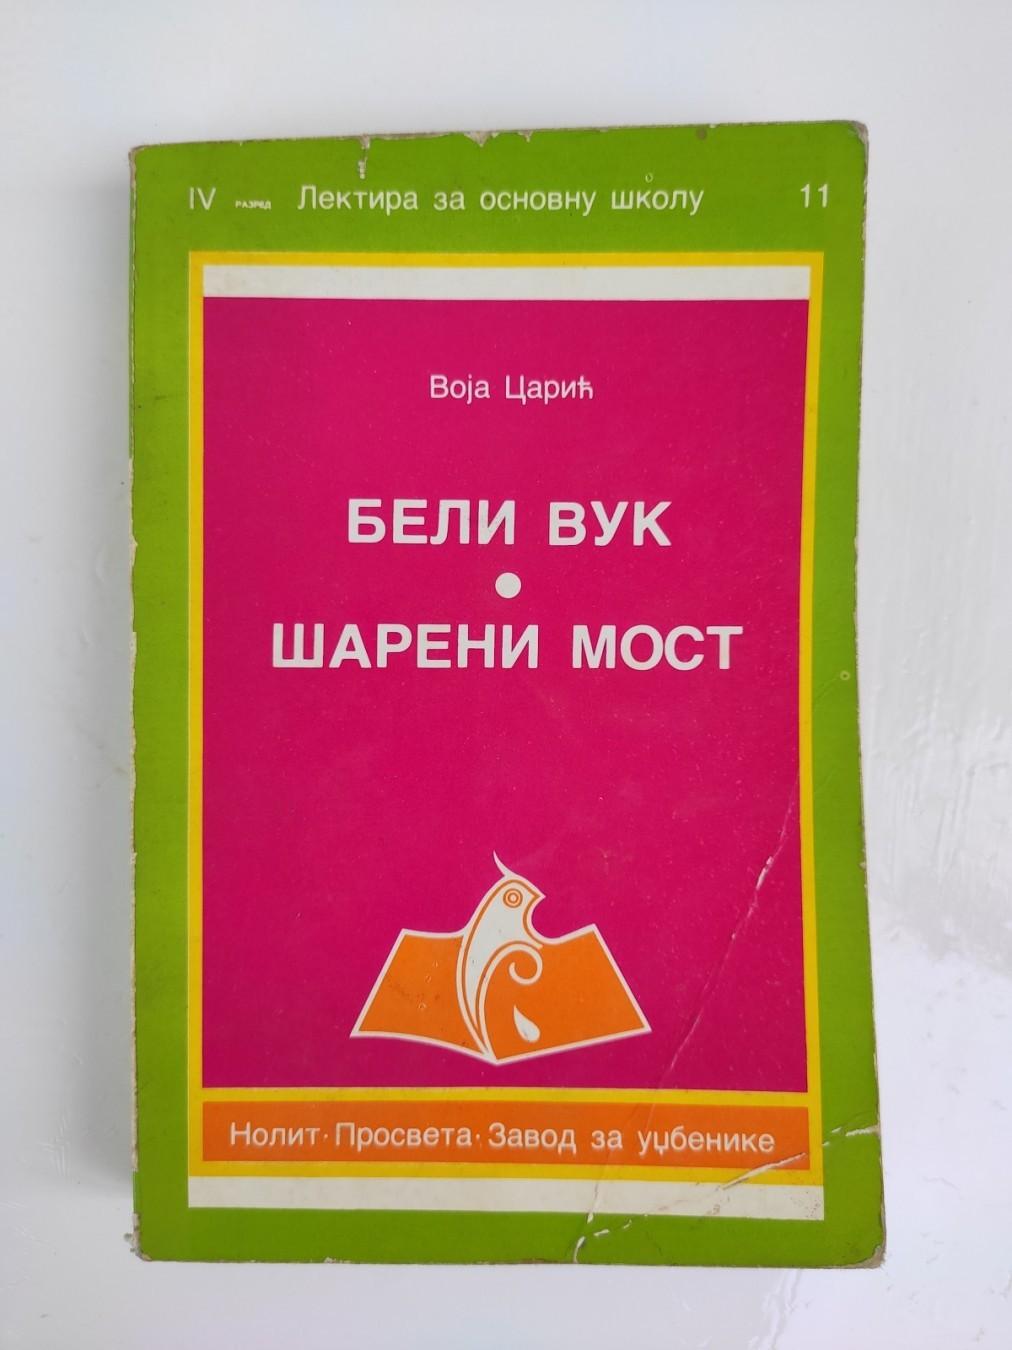 IV РАЗРЕД Лектира за основну школу 11
Воја Царић
БЕЛИ ВУК
•
ШАРЕНИ МОСТ
Нолит · Просвета · Завод за уџбенике